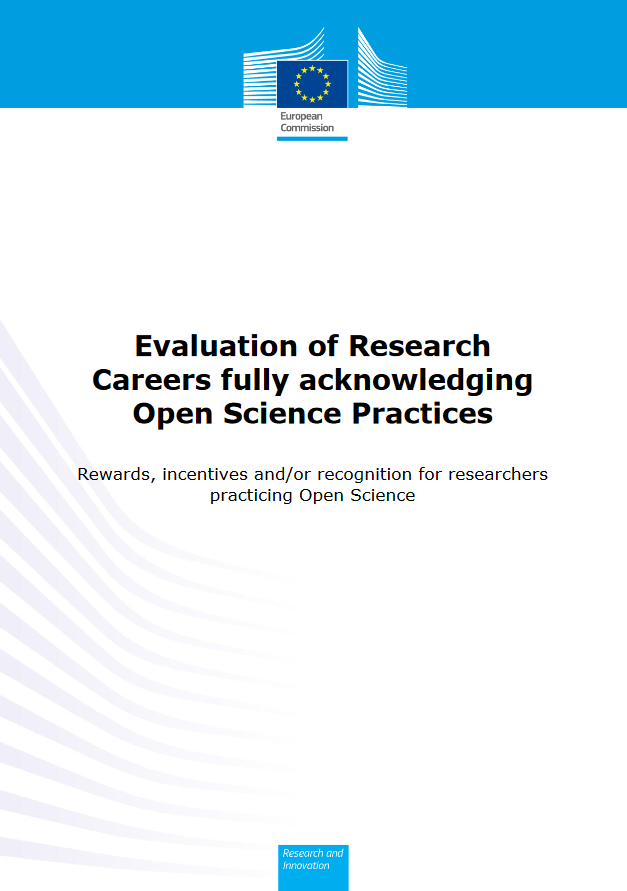 European
Commission
Evaluation of Research
Careers fully acknowledging
Open Science Practices
Rewards, incentives and/or recognition for researchers
practicing Open Science
Research and
Innovation